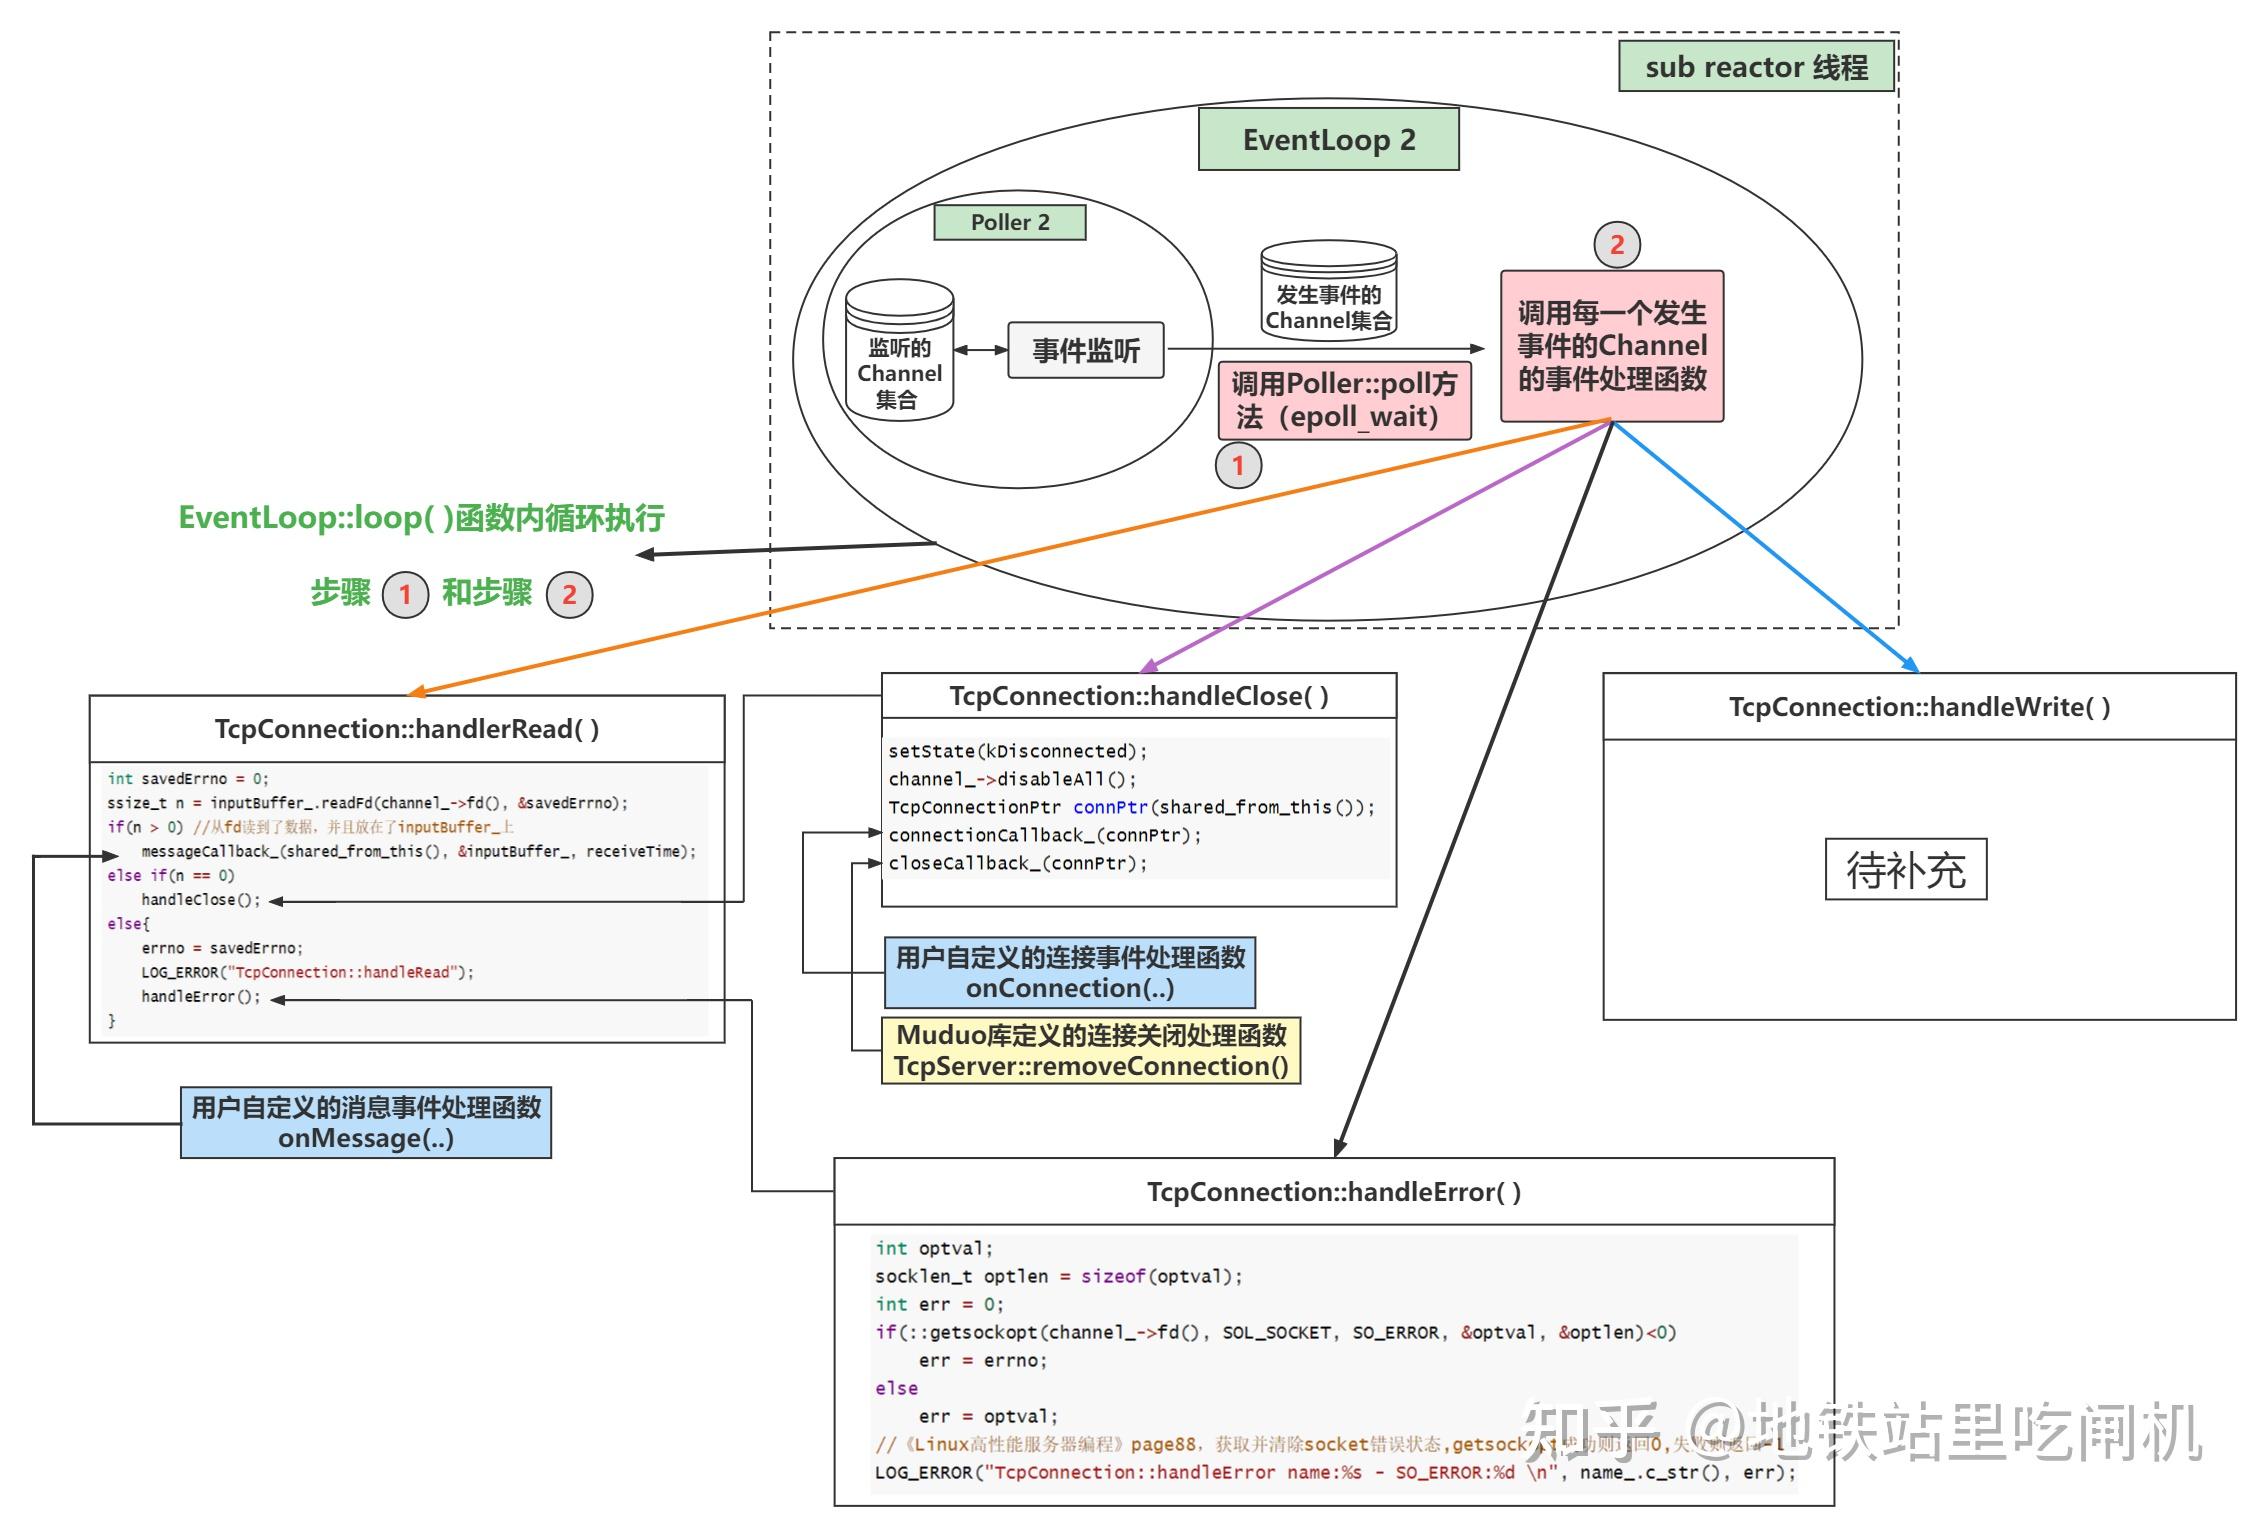 sub reactor 线程
EventLoop 2
Poller 2
监听的
Channel
集合
事件监听
发生事件的
Channel集合
调用Poller::poll方
法（epoll_wait）
1
2
调用每一个发生
事件的Channel
的事件处理函数
EventLoop::loop( )函数内循环执行
步骤 1 和步骤 2
TcpConnection::handlerRead( )
int savedErrno = 0;
ssize_t n = inputBuffer_.readFd(channel_->fd(), &savedErrno);
if(n > 0) //从fd读到了数据，并且放在了inputBuffer_上
messageCallback_(shared_from_this(), &inputBuffer_, receiveTime);
else if(n == 0)
handleClose();
else{
errno = savedErrno;
LOG_ERROR("TcpConnection::handleRead");
handleError();
}
用户自定义的消息事件处理函数
onMessage(..)
TcpConnection::handleClose( )
setState(kDisconnected);
channel_->disableAll();
TcpConnectionPtr connPtr(shared_from_this());
connectionCallback_(connPtr);
closeCallback_(connPtr);
用户自定义的连接事件处理函数
onConnection(..)
Muduo库定义的连接关闭处理函数
TcpServer::removeConnection()
TcpConnection::handleWrite( )
待补充
TcpConnection::handleError( )
int optval;
socklen_t optlen = sizeof(optval);
int err = 0;
if(::getsockopt(channel_->fd(), SOL_SOCKET, SO_ERROR, &optval, &optlen)<0)
err = errno;
else
err = optval;
//《Linux高性能服务器编程》page88，获取并清除socket错误状态,getsockopt成功则返回0,失败则返回-1
LOG_ERROR("TcpConnection::handleError name:%s - SO_ERROR:%d \n", name_.c_str(), err);
知乎 @地铁站里吃闸机